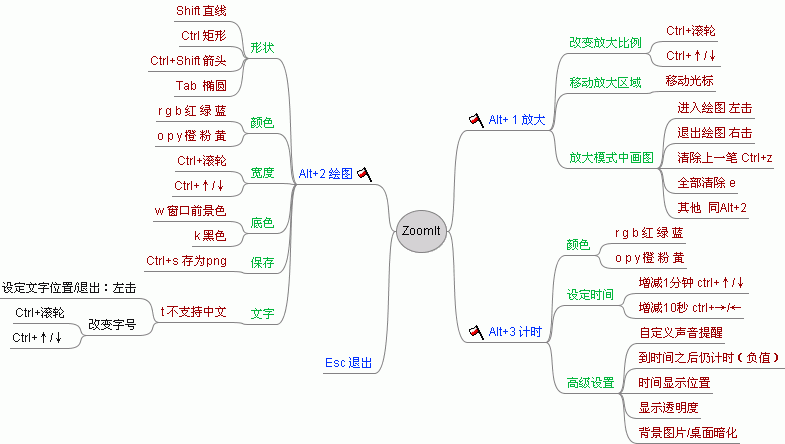 ZoomIt
Alt+ 1 放大
改变放大比例
Ctrl+滚轮
Ctrl+↑/↓
移动放大区域
移动光标
放大模式中画图
进入绘图 左击
退出绘图 右击
清除上一笔 Ctrl+z
全部清除 e
其他 同Alt+2
Alt+3 计时
颜色
r g b 红 绿 蓝
o p y 橙 粉 黄
设定时间
增减1分钟 ctrl+↑/↓
增减10秒 ctrl+→/←
高级设置
自定义声音提醒
到时间之后仍计时（负值）
时间显示位置
显示透明度
背景图片/桌面暗化
Alt+2 绘图
形状
Shift 直线
Ctrl 矩形
Ctrl+Shift 箭头
Tab 椭圆
颜色
r g b 红 绿 蓝
o p y 橙 粉 黄
宽度
Ctrl+滚轮
Ctrl+↑/↓
底色
w 窗口前景色
k 黑色
保存
Ctrl+s 存为png
文字
t 不支持中文
设定文字位置/退出：左击
改变字号
Ctrl+滚轮
Ctrl+↑/↓
Esc 退出